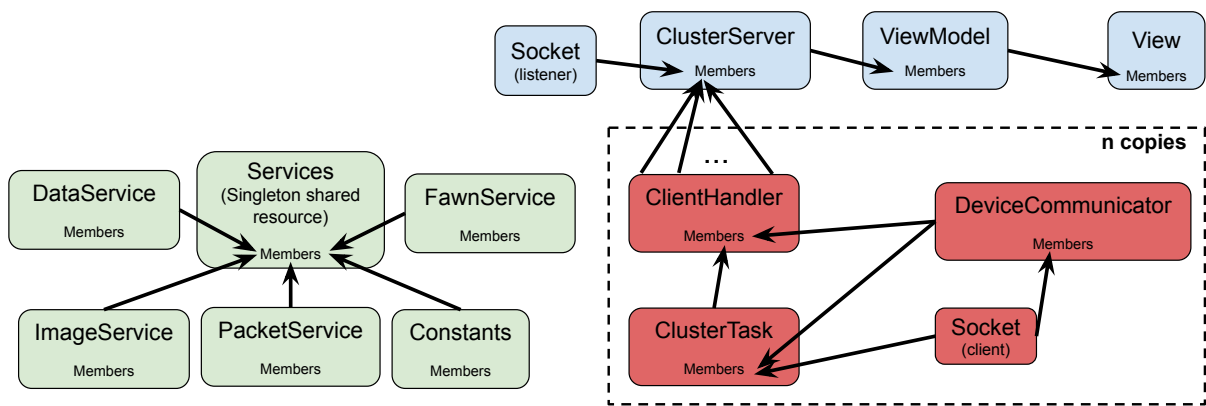 Socket
(listener)
ClusterServer
Members
ViewModel
Members
View
Members
n copies
...
ClientHandler
Members
DeviceCommunicator
Members
ClusterTask
Members
Socket
(client)
DataService
Members
Services
(Singleton shared
resource)
Members
FawnService
Members
ImageService
Members
PacketService
Members
Constants
Members